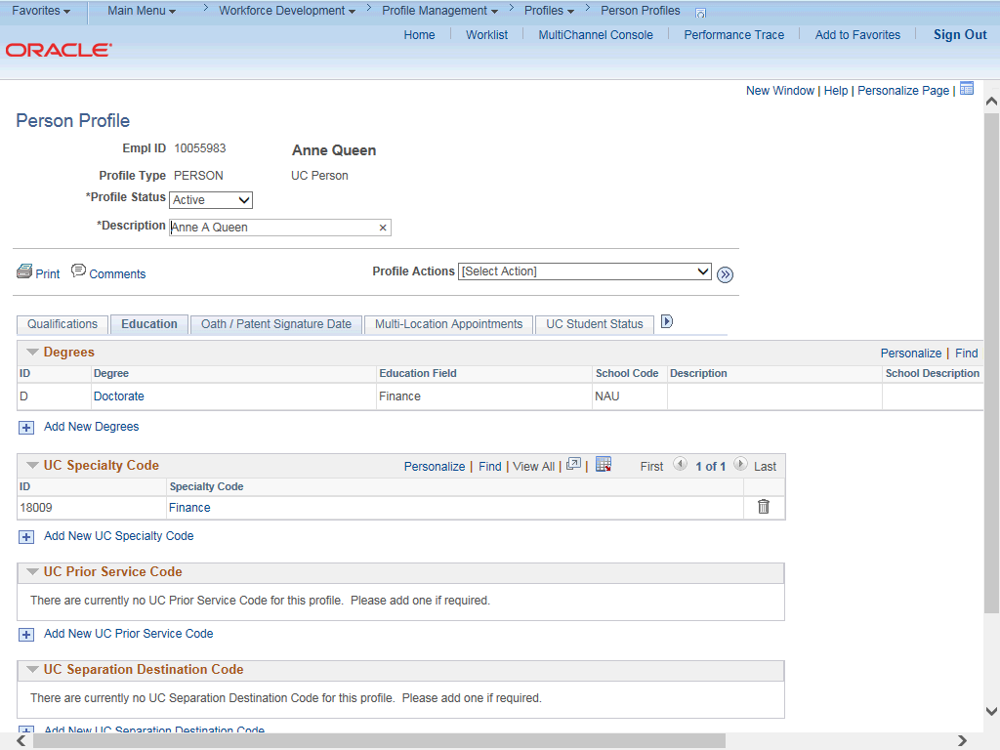 Favorites Main Menu > Workforce Development > Profile Management > Profiles > Person Profiles
Home Worklist MultiChannel Console Performance Trace Add to Favorites Sign Out
ORACLE
New Window | Help | Personalize Page |
Person Profile
Empl ID 10055983 Anne Queen
Profile Type PERSON UC Person
*Profile Status Active
*Description Anne A Queen ×
Print Comments Profile Actions [Select Action]
Qualifications Education Oath / Patent Signature Date Multi-Location Appointments UC Student Status
Degrees Personalize | Find
ID Degree Education Field School Code Description School Description
D Doctorate Finance NAU
Add New Degrees
UC Specialty Code Personalize | Find | View All | | First 1 of 1 Last
ID Specialty Code
18009 Finance
Add New UC Specialty Code
UC Prior Service Code
There are currently no UC Prior Service Code for this profile. Please add one if required.
Add New UC Prior Service Code
UC Separation Destination Code
There are currently no UC Separation Destination Code for this profile. Please add one if required.
Add New UC Separation Destination Code